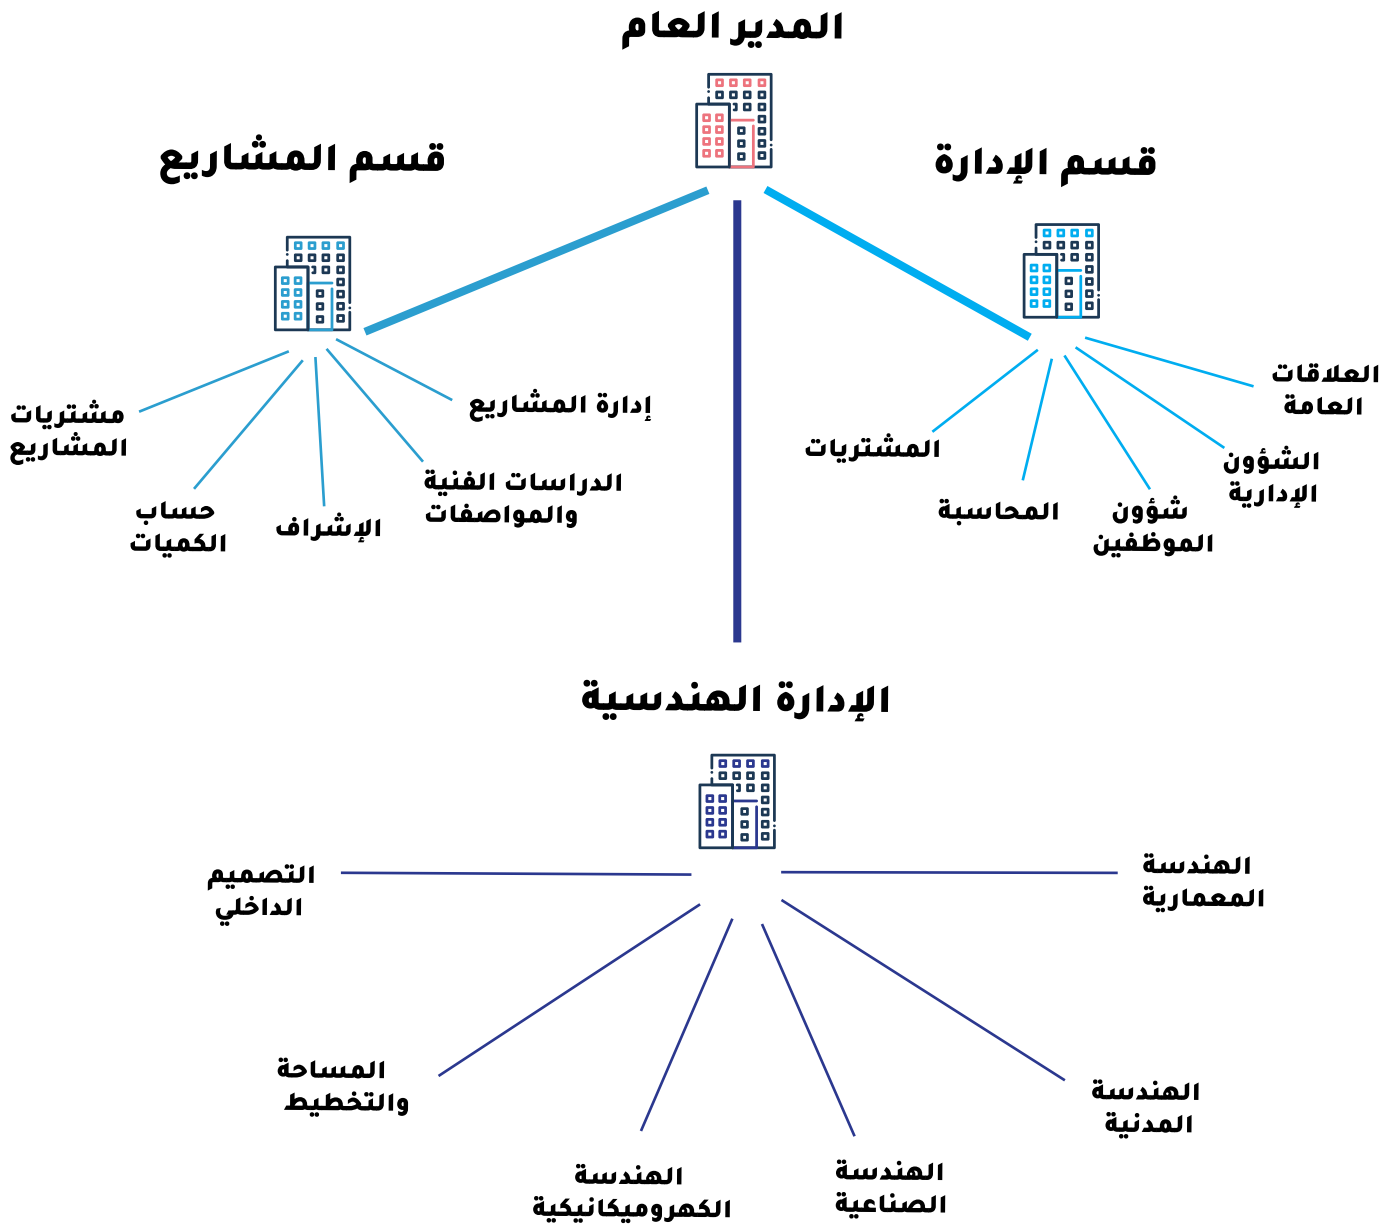 المدير العام
قسم الإدارة
قسم المشاريع
العلاقات
العامة
الشؤون
الإدارية
شؤون
الموظفين
المحاسبة
المشتريات
إدارة المشاريع
الدراسات الفنية
والمواصفات
الإشراف
حساب
الكميات
مشتريات
المشاريع
الإدارة الهندسية
الهندسة
المعمارية
الهندسة
المدنية
الهندسة
الصناعية
الهندسة
الكهروميكانيكية
المساحة
والتخطيط
التصميم
الداخلي